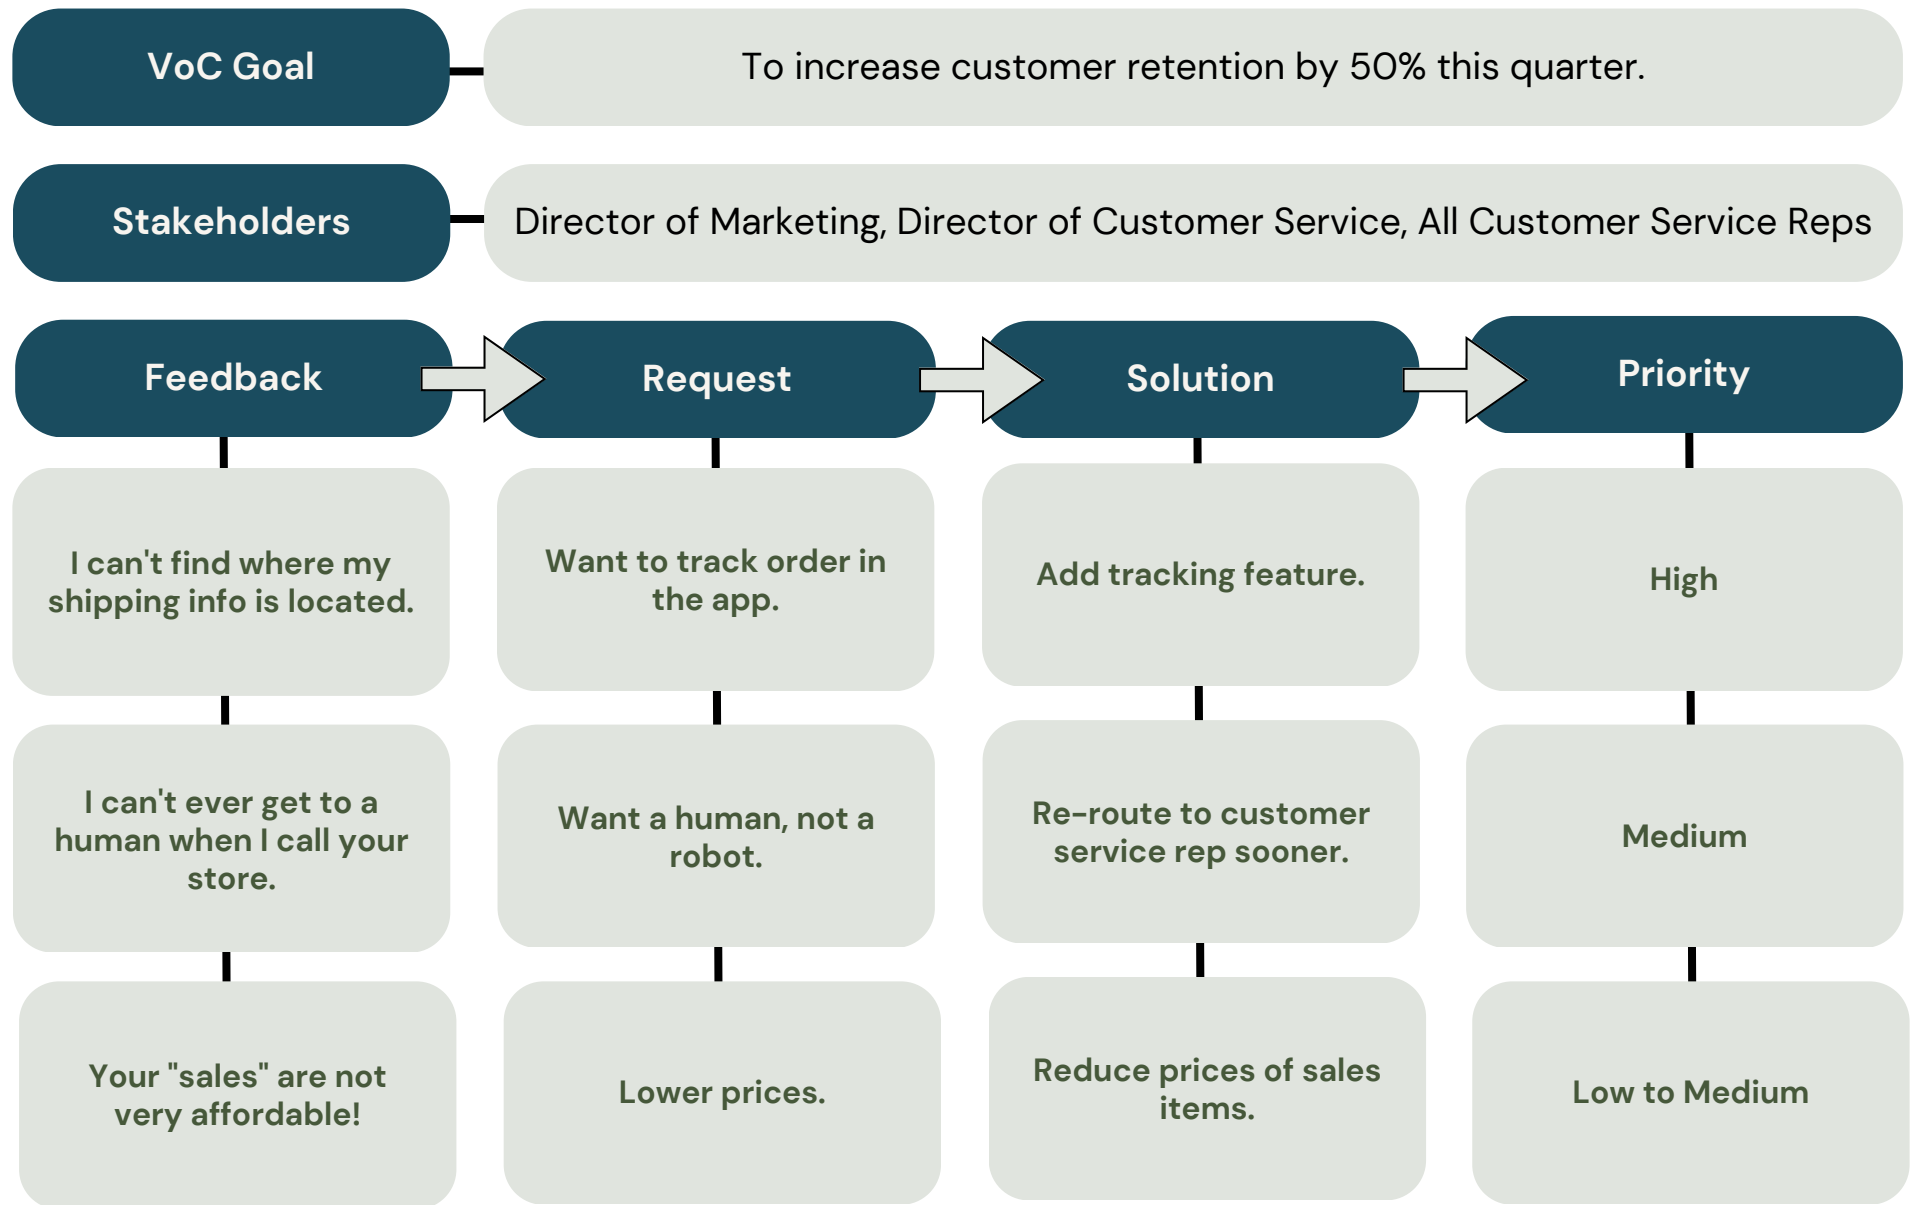 VoC Goal
To increase customer retention by 50% this quarter.
Stakeholders
Director of Marketing, Director of Customer Service, All Customer Service Reps
Feedback
Request
Solution
Priority
I can't find where my
shipping info is located.
Want to track order in
the app.
Add tracking feature.
High
I can't ever get to a
human when I call your
store.
Want a human, not a
robot.
Re-route to customer
service rep sooner.
Medium
Your "sales" are not
very affordable!
Lower prices.
Reduce prices of sales
items.
Low to Medium